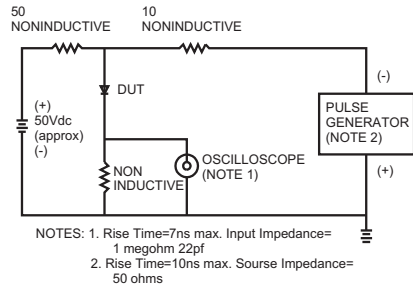 50
NONINDUCTIVE
10
NONINDUCTIVE
(+)
50Vdc
(approx)
(-)
DUT
NON
INDUCTIVE
OSCILLOSCOPE
(NOTE 1)
(-)
PULSE
GENERATOR
(NOTE 2)
(+)
NOTES: 1. Rise Time=7ns max. Input Impedance=
1 megohm 22pf
2. Rise Time=10ns max. Sourse Impedance=
50 ohms